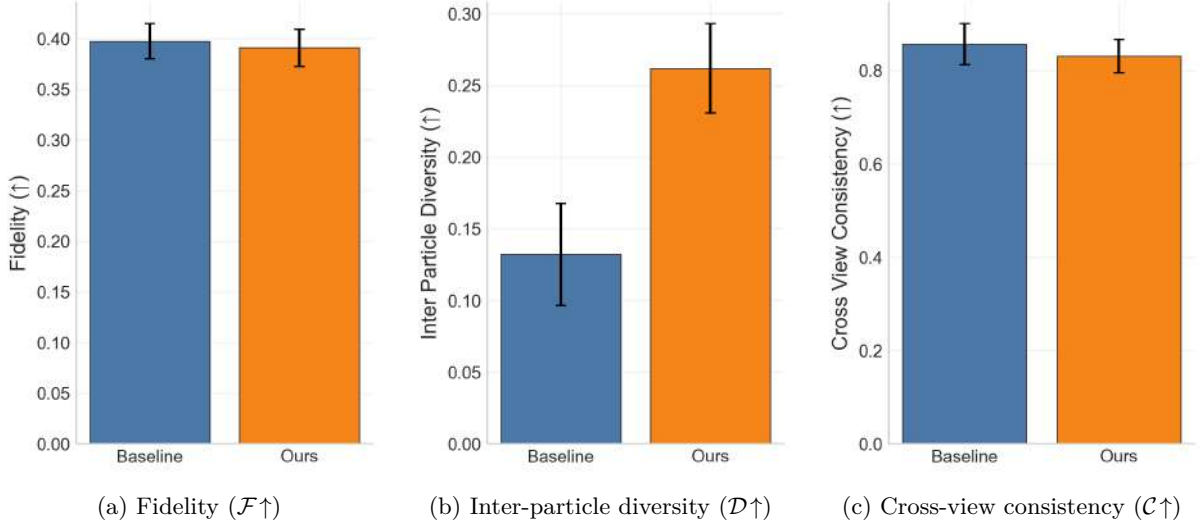 Fidelity (↑)
0.40
0.35
0.30
0.25
0.20
0.15
0.10
0.05
0.00
Baseline
Ours
(a) Fidelity (ℱ↑)
Inter Particle Diversity (↑)
0.30
0.25
0.20
0.15
0.10
0.05
0.00
Baseline
Ours
(b) Inter-particle diversity (𝒟↑)
Cross View Consistency (↑)
0.8
0.6
0.4
0.2
0.0
Baseline
Ours
(c) Cross-view consistency (𝒞↑)